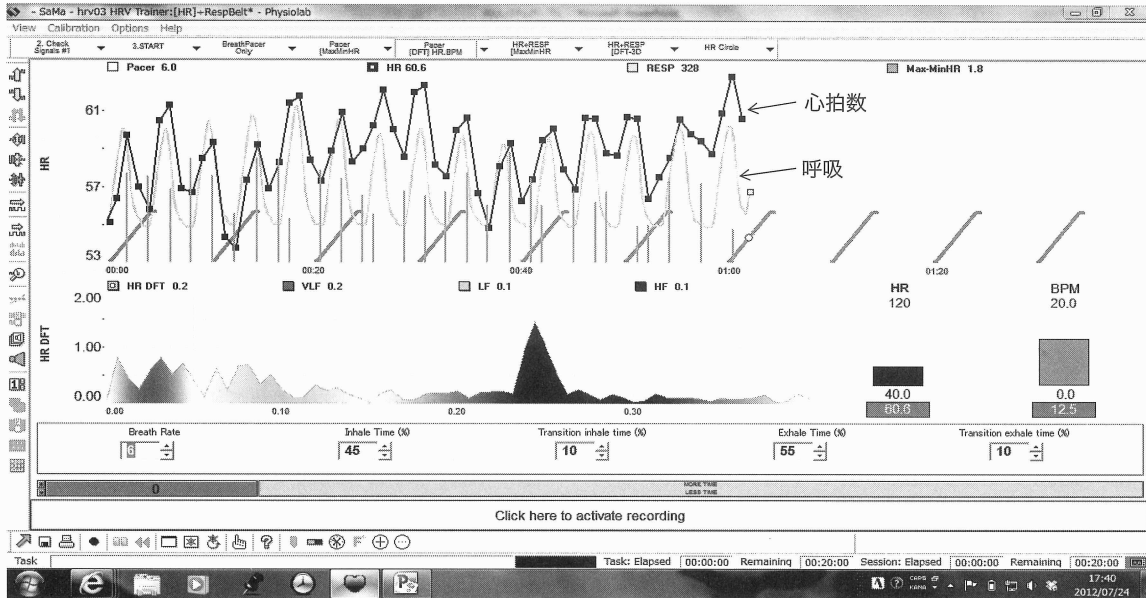 - SaMa - hrv03 HRV Trainer:[HR]+RespBelt* - Physiolab
View Calibration Options Help
2. Check Signals #1
3.START
BreathPacer Only
Pacer [MaxMinHR
Pacer [DFT] HR.BPM
HR+RESP [MaxMinHR
HR+RESP [DFT-3D
HR Circle
Pacer 6.0
HR 60.6
RESP 328
Max-MinHR 1.8
61
心拍数
HR
57
呼吸
53
00:00 00:20 00:40 01:00 01:20
HR DFT 0.2
VLF 0.2
LF 0.1
HF 0.1
HR
120
BPM
20.0
2.00
HR DFT
1.00
0.00
0.00 0.10 0.20 0.30
40.0
60.6
0.0
12.5
Breath Rate
Inhale Time (%)
Transition inhale time (%)
Exhale Time (%)
Transition exhale time (%)
6
45
10
55
10
0
MORE TIME
LESS TIME
Click here to activate recording
Task
Task: Elapsed 00:00:00 Remaining 00:20:00 Session: Elapsed 00:00:00 Remaining 00:20:00
CAPS
KANA
17:40
2012/07/24